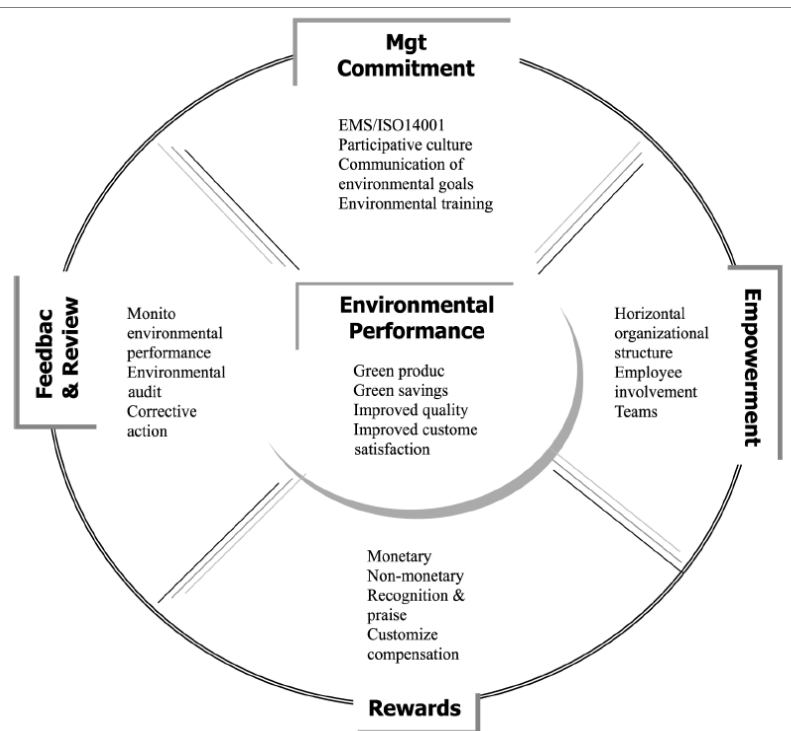 Mgt
Commitment
EMS/ISO14001
Participative culture
Communication of
environmental goals
Environmental training
Feedbac
& Review
Monito
environmental
performance
Environmental
audit
Corrective
action
Environmental
Performance
Green produc
Green savings
Improved quality
Improved custome
satisfaction
Horizontal
organizational
structure
Employee
involvement
Teams
Empowerment
Monetary
Non-monetary
Recognition &
praise
Customize
compensation
Rewards